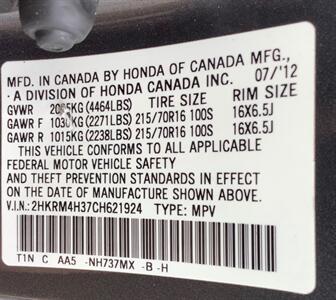 MFD. IN CANADA BY HONDA OF CANADA MFG.,
A DIVISION OF HONDA CANADA INC. 07/'12
GVWR KG (4464LBS) TIRE SIZE RIM SIZE
GAWR F 1030KG (2271LBS) 215/70R16 100S 16X6.5J
GAWR R 1015KG (2238LBS) 215/70R16 100S 16X6.5J
THIS VEHICLE CONFORMS TO ALL APPLICABLE
FEDERAL MOTOR VEHICLE SAFETY
AND THEFT PREVENTION STANDARDS IN EFFECT
ON THE DATE OF MANUFACTURE SHOWN ABOVE.
V.I.N.: 2HKRM4H37CH621924 TYPE: MPV
T1N C AA5 -NH737MX -B -H